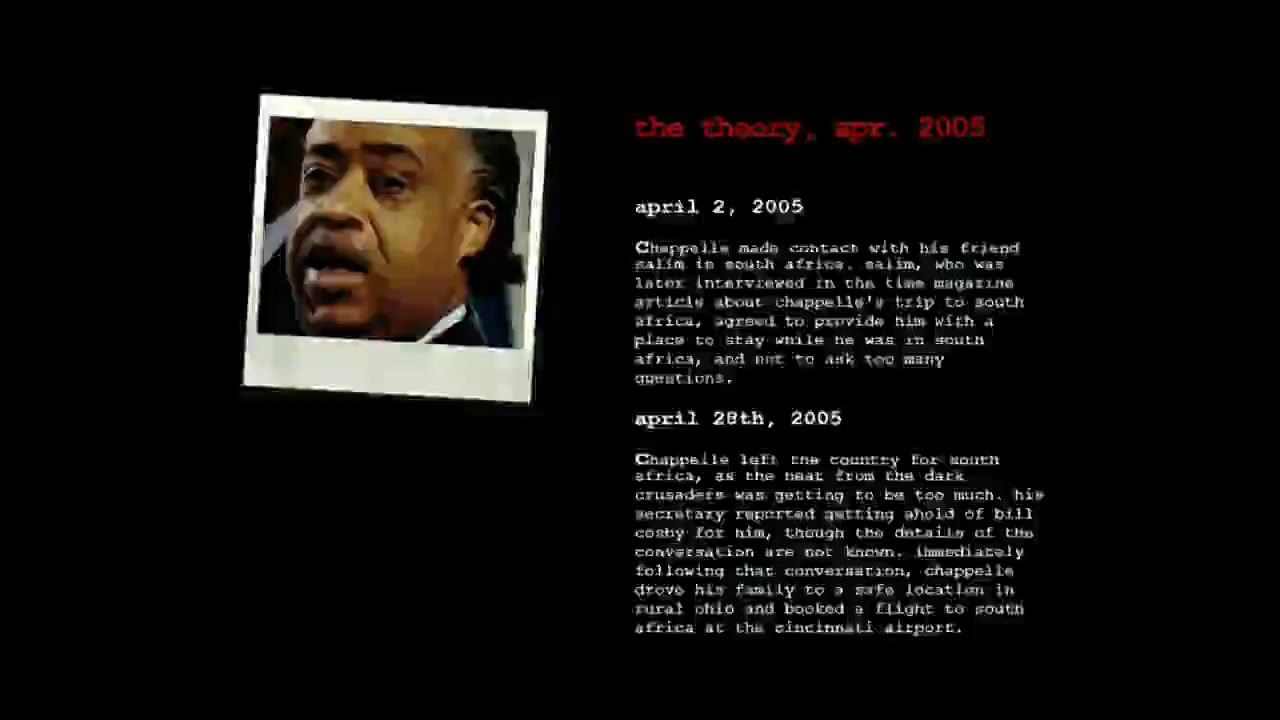 the theory, apr. 2005
april 2, 2005
Chappelle made contact with his friend
salim in south africa. salim, who was
later interviewed in the time magazine
article about chappelle's trip to south
africa, agreed to provide him with a
place to stay while he was in south
africa, and not to ask too many
questions.
april 28th, 2005
Chappelle left the country for south
africa, as the heat from the dark
crusaders was getting to be too much. his
secretary reported getting ahold of bill
cosby for him, though the details of the
conversation are not known. immediately
following that conversation, chappelle
drove his family to a safe location in
rural ohio and booked a flight to south
africa at the cincinnati airport.